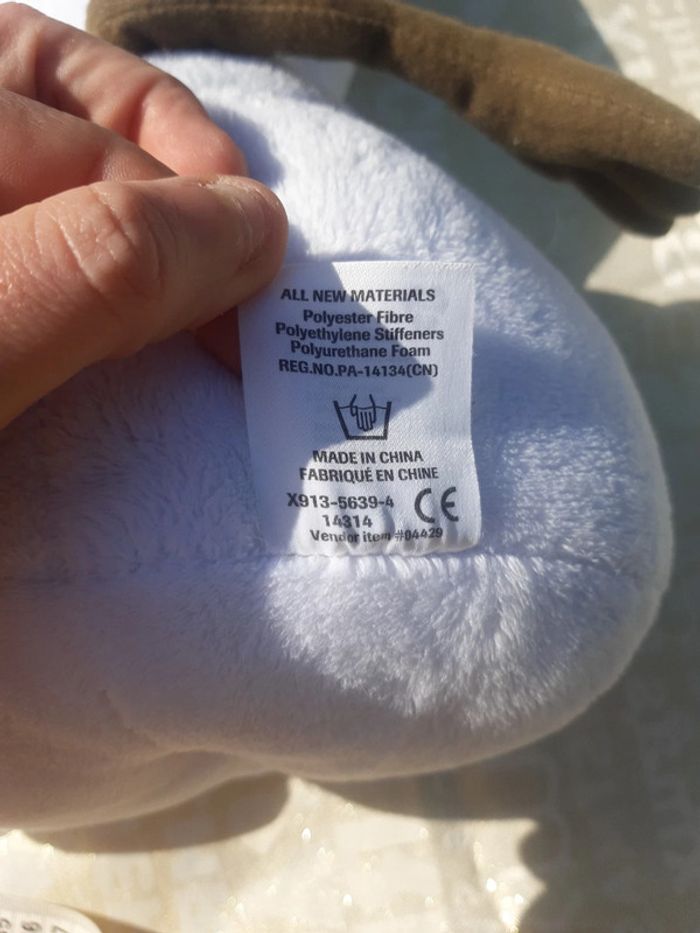 ALL NEW MATERIALS
Polyester Fibre
Polyethylene Stiffeners
Polyurethane Foam
REG.NO.PA-14134(CN)
MADE IN CHINA
FABRIQUÉ EN CHINE
X913-5639-4
14314
CE
Vendor item #04429